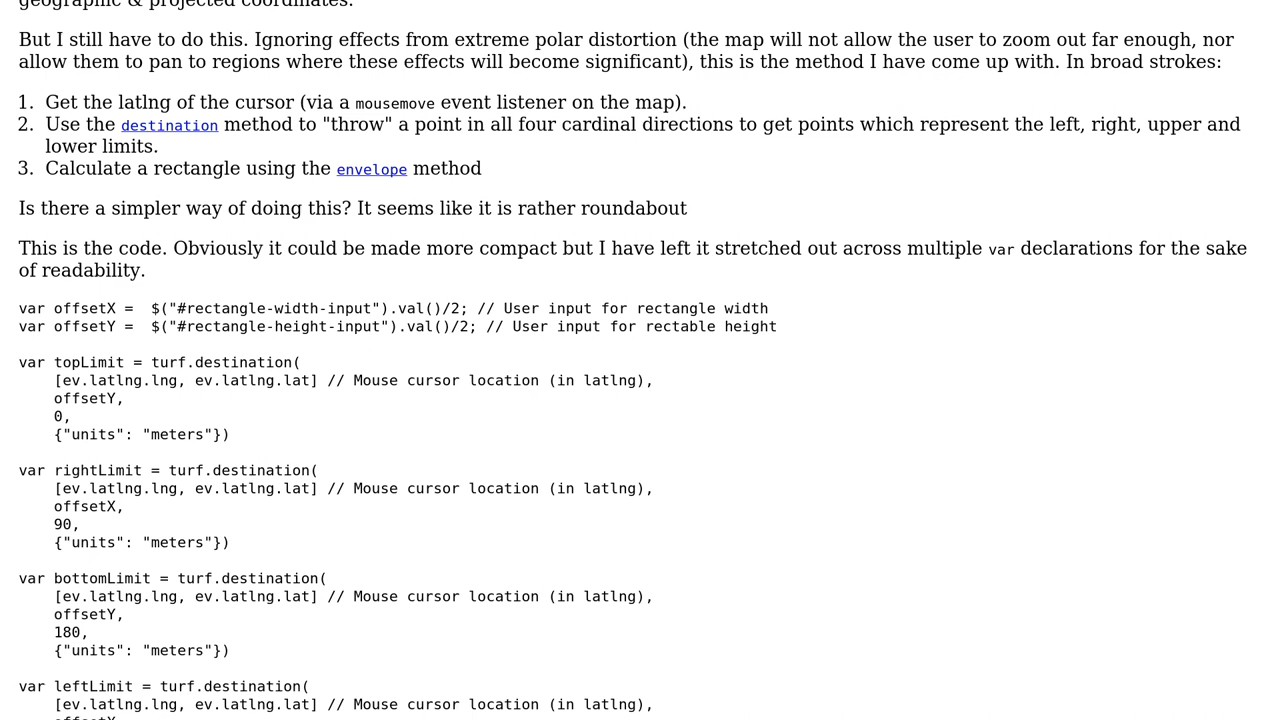 geographic & projected coordinates.
But I still have to do this. Ignoring effects from extreme polar distortion (the map will not allow the user to zoom out far enough, nor
allow them to pan to regions where these effects will become significant), this is the method I have come up with. In broad strokes:
1. Get the latlng of the cursor (via a mousemove event listener on the map).
2. Use the destination method to "throw" a point in all four cardinal directions to get points which represent the left, right, upper and
lower limits.
3. Calculate a rectangle using the envelope method
Is there a simpler way of doing this? It seems like it is rather roundabout
This is the code. Obviously it could be made more compact but I have left it stretched out across multiple var declarations for the sake
of readability.
var offsetX =  $("#rectangle-width-input").val()/2; // User input for rectangle width
var offsetY =  $("#rectangle-height-input").val()/2; // User input for rectable height
var topLimit = turf.destination(
    [ev.latlng.lng, ev.latlng.lat] // Mouse cursor location (in latlng),
    offsetY,
    0,
    {"units": "meters"})
var rightLimit = turf.destination(
    [ev.latlng.lng, ev.latlng.lat] // Mouse cursor location (in latlng),
    offsetX,
    90,
    {"units": "meters"})
var bottomLimit = turf.destination(
    [ev.latlng.lng, ev.latlng.lat] // Mouse cursor location (in latlng),
    offsetY,
    180,
    {"units": "meters"})
var leftLimit = turf.destination(
    [ev.latlng.lng, ev.latlng.lat] // Mouse cursor location (in latlng),